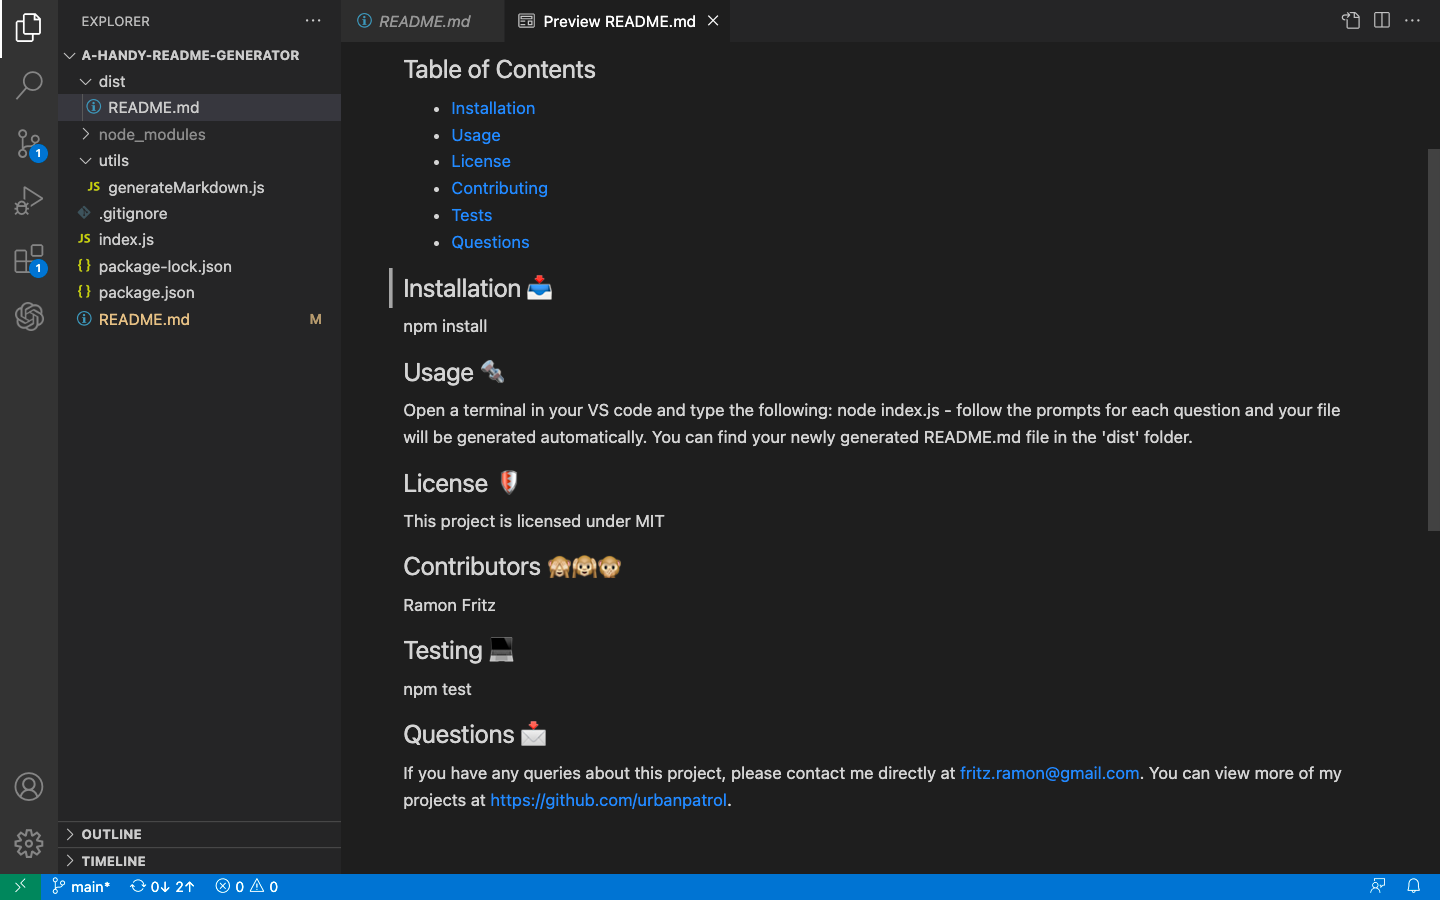 EXPLORER
README.md
Preview README.md
A-HANDY-README-GENERATOR
dist
README.md
node_modules
utils
JS generateMarkdown.js
.gitignore
JS index.js
{} package-lock.json
{} package.json
README.md M
1
1
OUTLINE
TIMELINE
Table of Contents
• Installation
• Usage
• License
• Contributing
• Tests
• Questions
Installation 📥
npm install
Usage 🔩
Open a terminal in your VS code and type the following: node index.js - follow the prompts for each question and your file
will be generated automatically. You can find your newly generated README.md file in the 'dist' folder.
License 🛡️
This project is licensed under MIT
Contributors 🙈🙉🙊
Ramon Fritz
Testing 💻
npm test
Questions 📩
If you have any queries about this project, please contact me directly at fritz.ramon@gmail.com. You can view more of my
projects at https://github.com/urbanpatrol.
main* 0↓ 2↑ 0 0